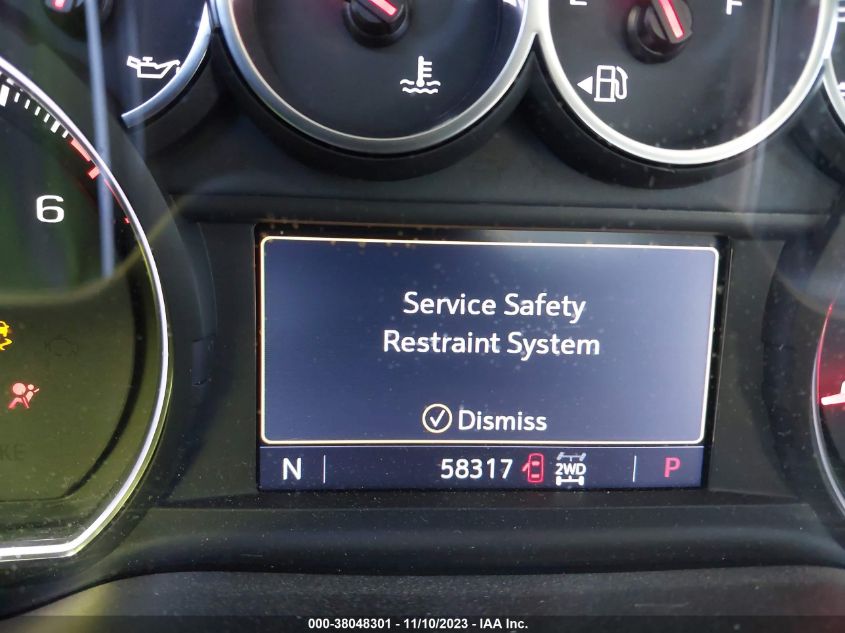 E
F
6
Service Safety
Restraint System
Dismiss
N
58317
2WD
P
000-38048301 - 11/10/2023 - IAA Inc.